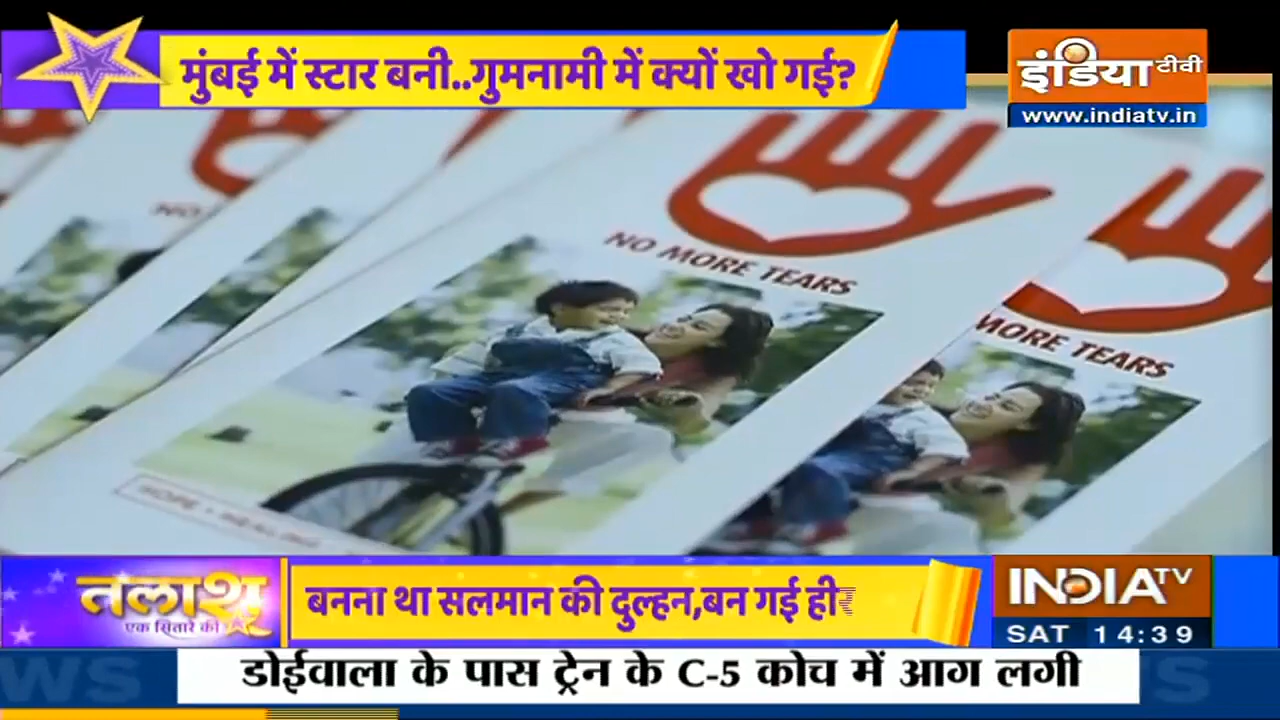 मुंबई में स्टार बनी..गुमनामी में क्यों खो गई?
इंडिया टीवी
www.indiatv.in
NO
NO MORE TEARS
MORE TEARS
तलाश
एक सितारे की
बनना था सलमान की दुल्हन,बन गई
INDIA TV
SAT 14:39
डोईवाला के पास ट्रेन के C-5 कोच में आग लगी